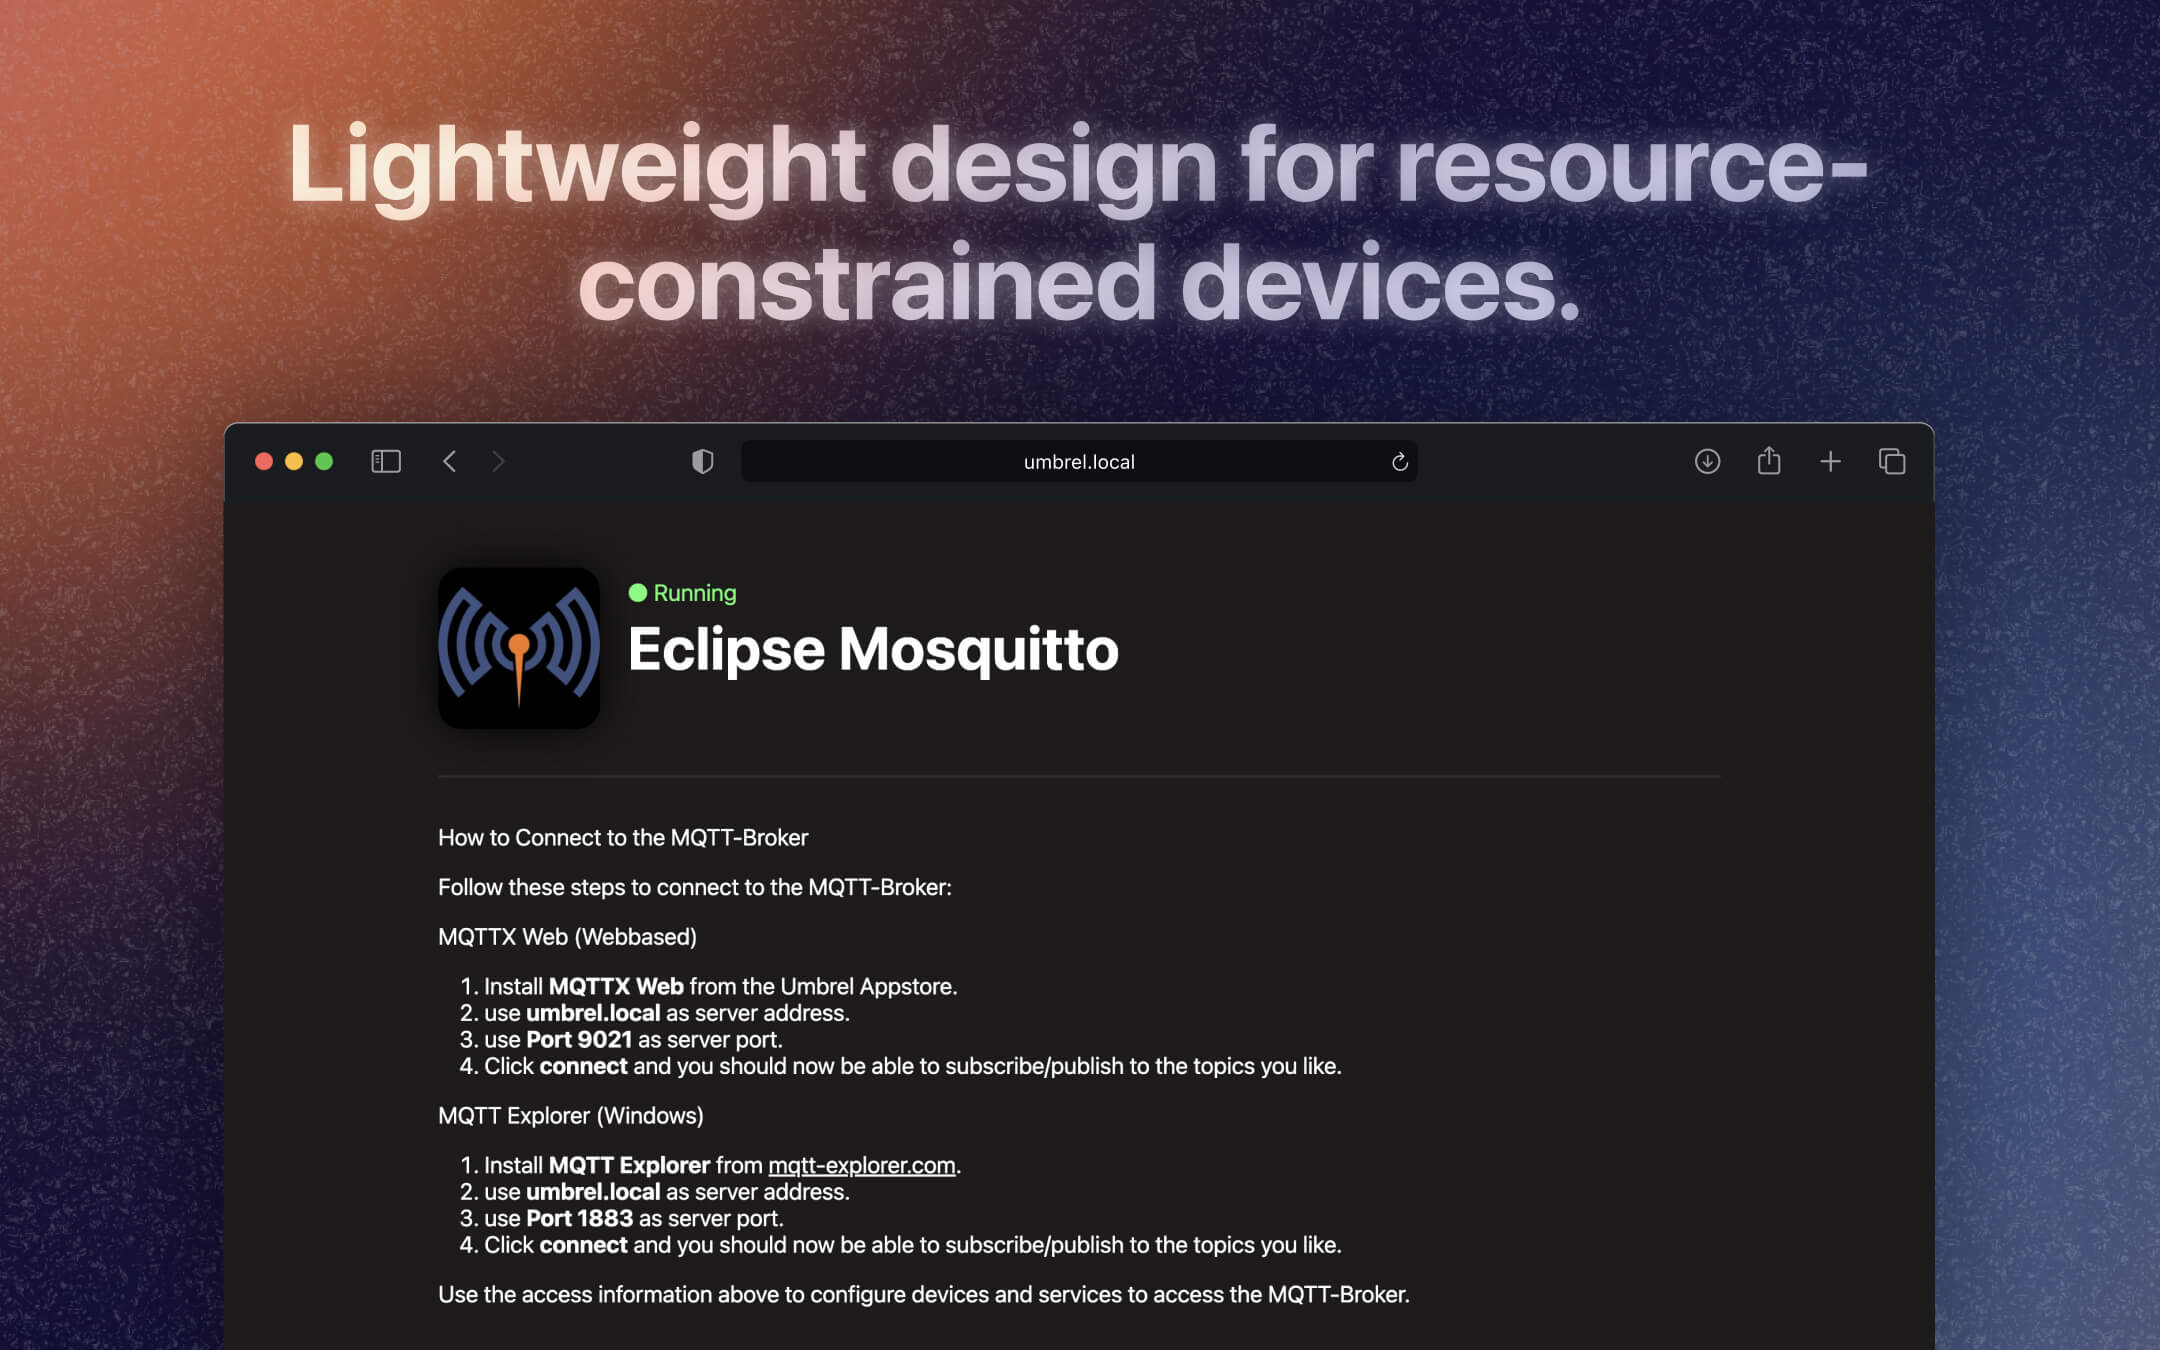 Lightweight design for resource-
constrained devices.
umbrel.local
Running
Eclipse Mosquitto
How to Connect to the MQTT-Broker
Follow these steps to connect to the MQTT-Broker:
MQTTX Web (Webbased)
1. Install MQTTX Web from the Umbrel Appstore.
2. use umbrel.local as server address.
3. use Port 9021 as server port.
4. Click connect and you should now be able to subscribe/publish to the topics you like.
MQTT Explorer (Windows)
1. Install MQTT Explorer from mqtt-explorer.com.
2. use umbrel.local as server address.
3. use Port 1883 as server port.
4. Click connect and you should now be able to subscribe/publish to the topics you like.
Use the access information above to configure devices and services to access the MQTT-Broker.